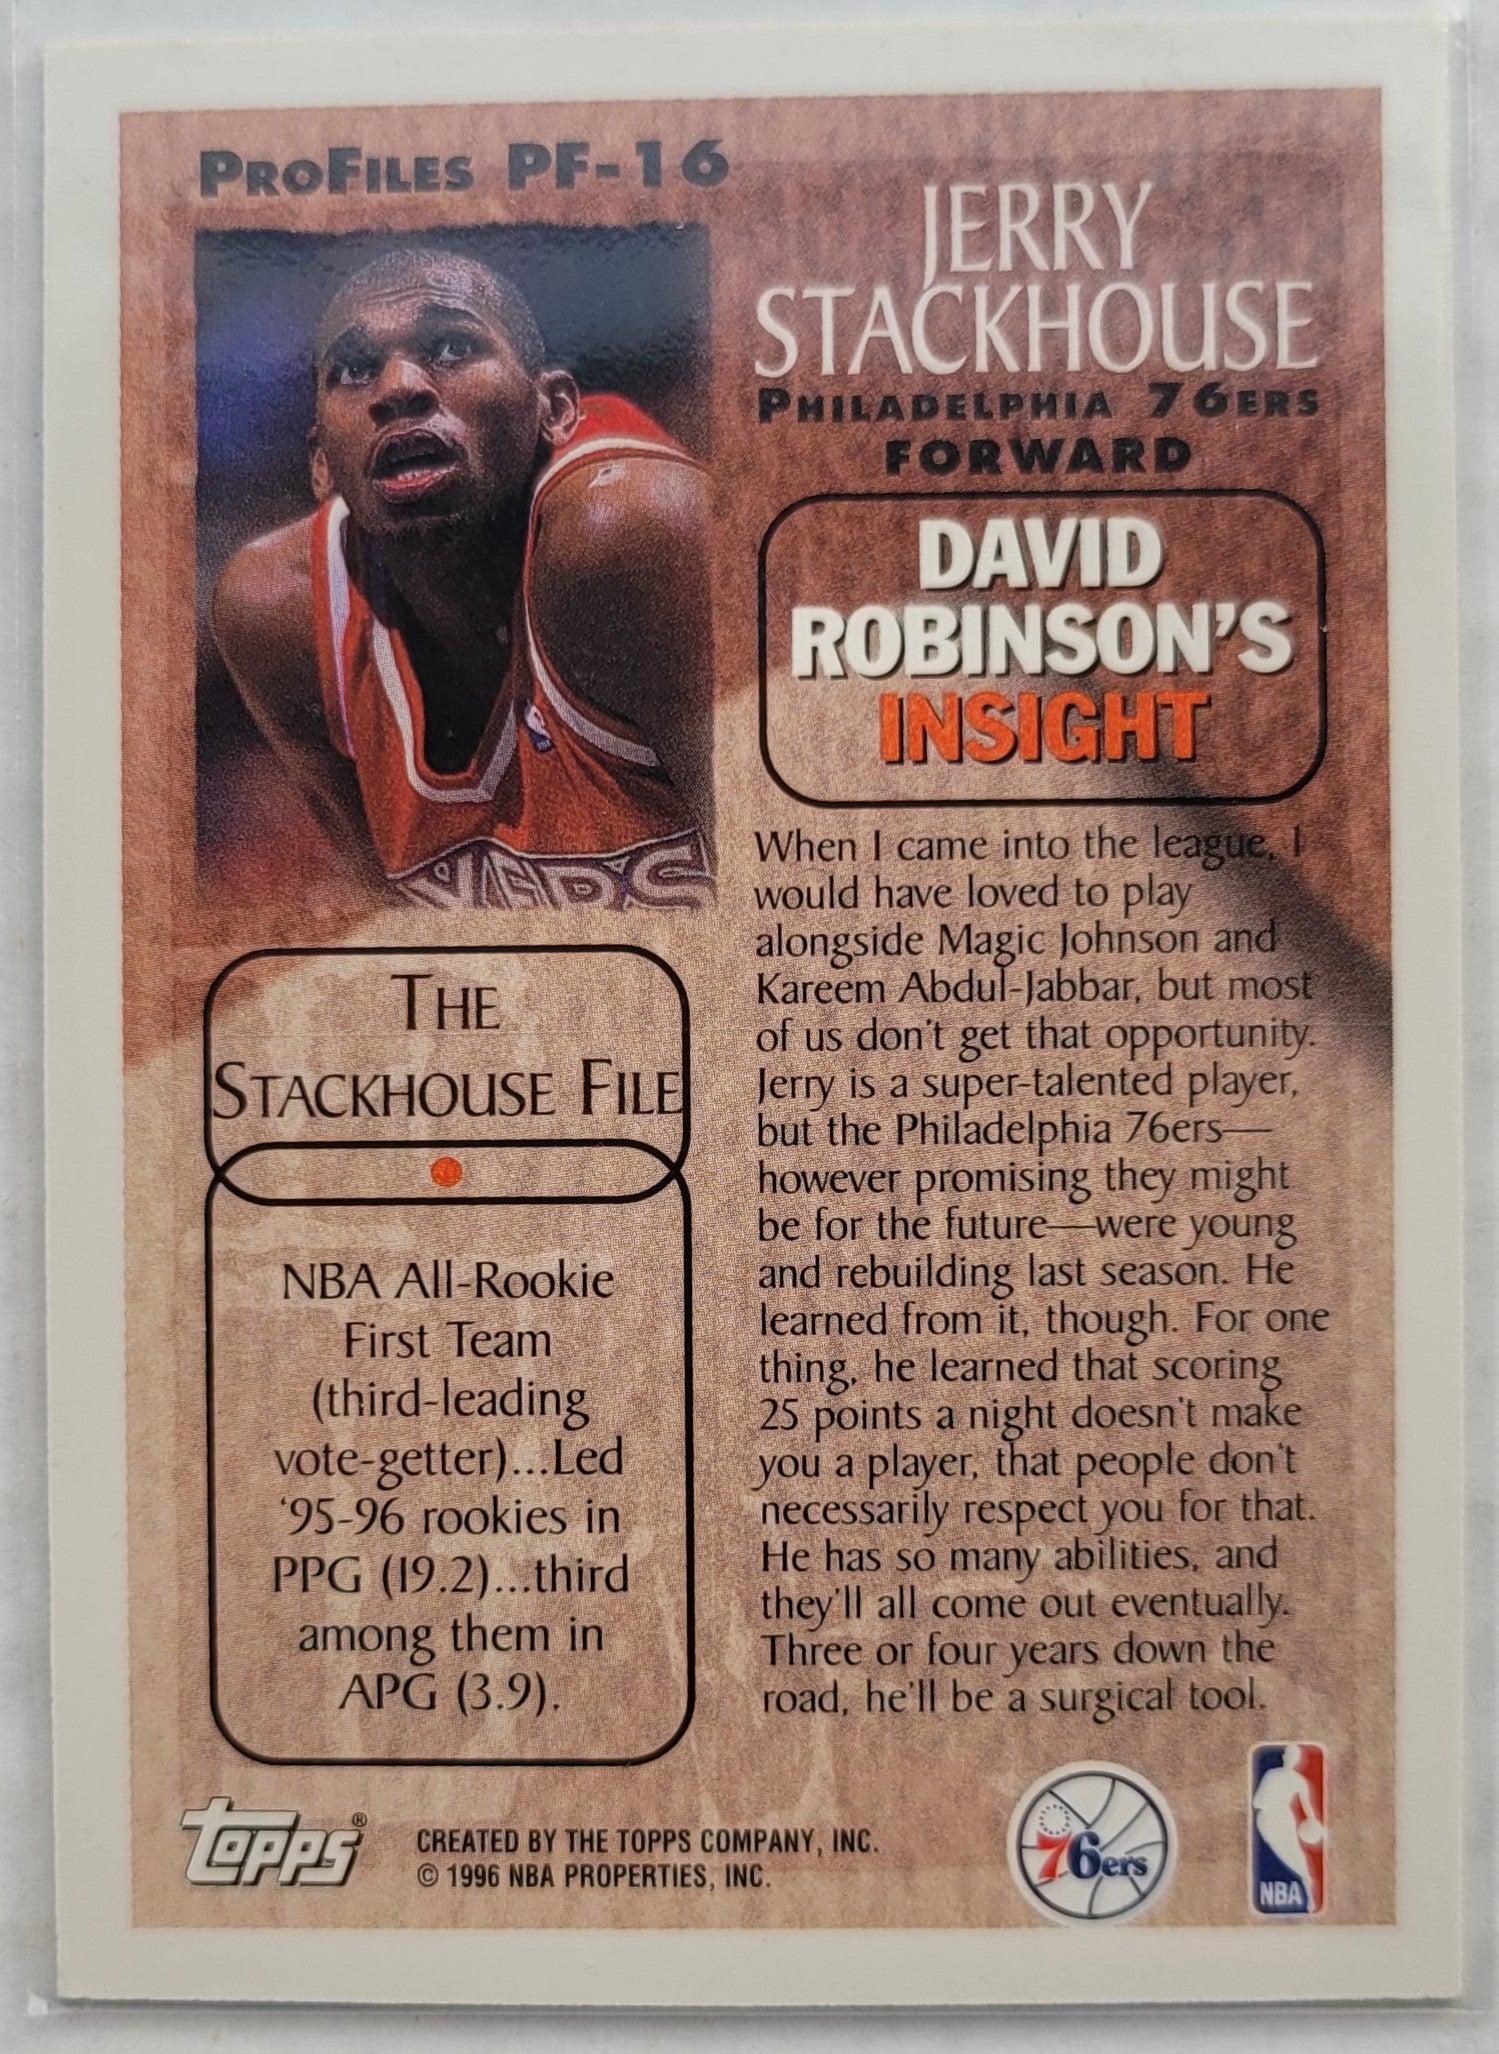 PROFILES PF-16
JERRY
STACKHOUSE
PHILADELPHIA 76ERS
FORWARD
DAVID
ROBINSON'S
INSIGHT
When I came into the league, I
would have loved to play
alongside Magic Johnson and
Kareem Abdul-Jabbar, but most
of us don't get that opportunity.
Jerry is a super-talented player,
but the Philadelphia 76ers—
however promising they might
be for the future—were young
and rebuilding last season. He
learned from it, though. For one
thing, he learned that scoring
25 points a night doesn't make
you a player, that people don't
necessarily respect you for that.
He has so many abilities, and
they'll all come out eventually.
Three or four years down the
road, he'll be a surgical tool.
THE
STACKHOUSE FILE
NBA All-Rookie
First Team
(third-leading
vote-getter)...Led
'95-96 rookies in
PPG (19.2)...third
among them in
APG (3.9).
Topps®
CREATED BY THE TOPPS COMPANY, INC.
© 1996 NBA PROPERTIES, INC.
76ers
NBA